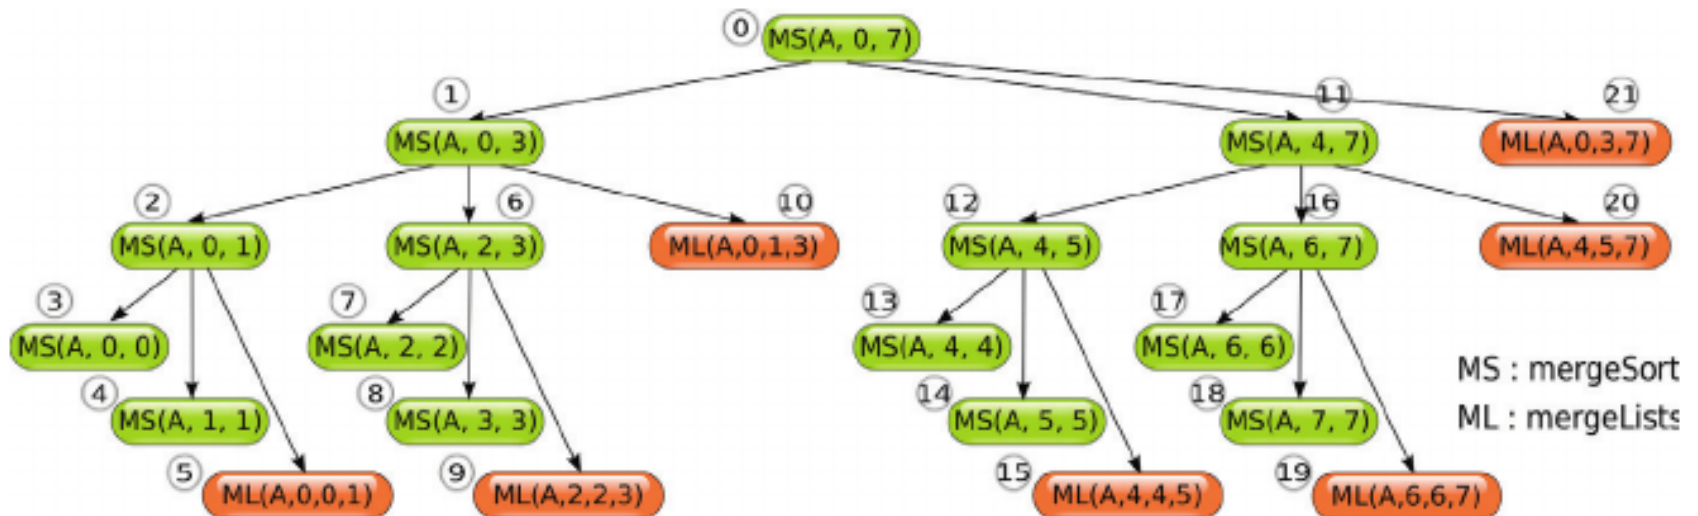 0 MS(A, 0, 7)
1 11 21
MS(A, 0, 3) MS(A, 4, 7) ML(A,0,3,7)
2 6 10 12 16 20
MS(A, 0, 1) MS(A, 2, 3) ML(A,0,1,3) MS(A, 4, 5) MS(A, 6, 7) ML(A,4,5,7)
3 7 13 17
MS(A, 0, 0) MS(A, 2, 2) MS(A, 4, 4) MS(A, 6, 6)
MS : mergeSort
4 8 14 18
MS(A, 1, 1) MS(A, 3, 3) MS(A, 5, 5) MS(A, 7, 7)
ML : mergeLists
5 9 15 19
ML(A,0,0,1) ML(A,2,2,3) ML(A,4,4,5) ML(A,6,6,7)